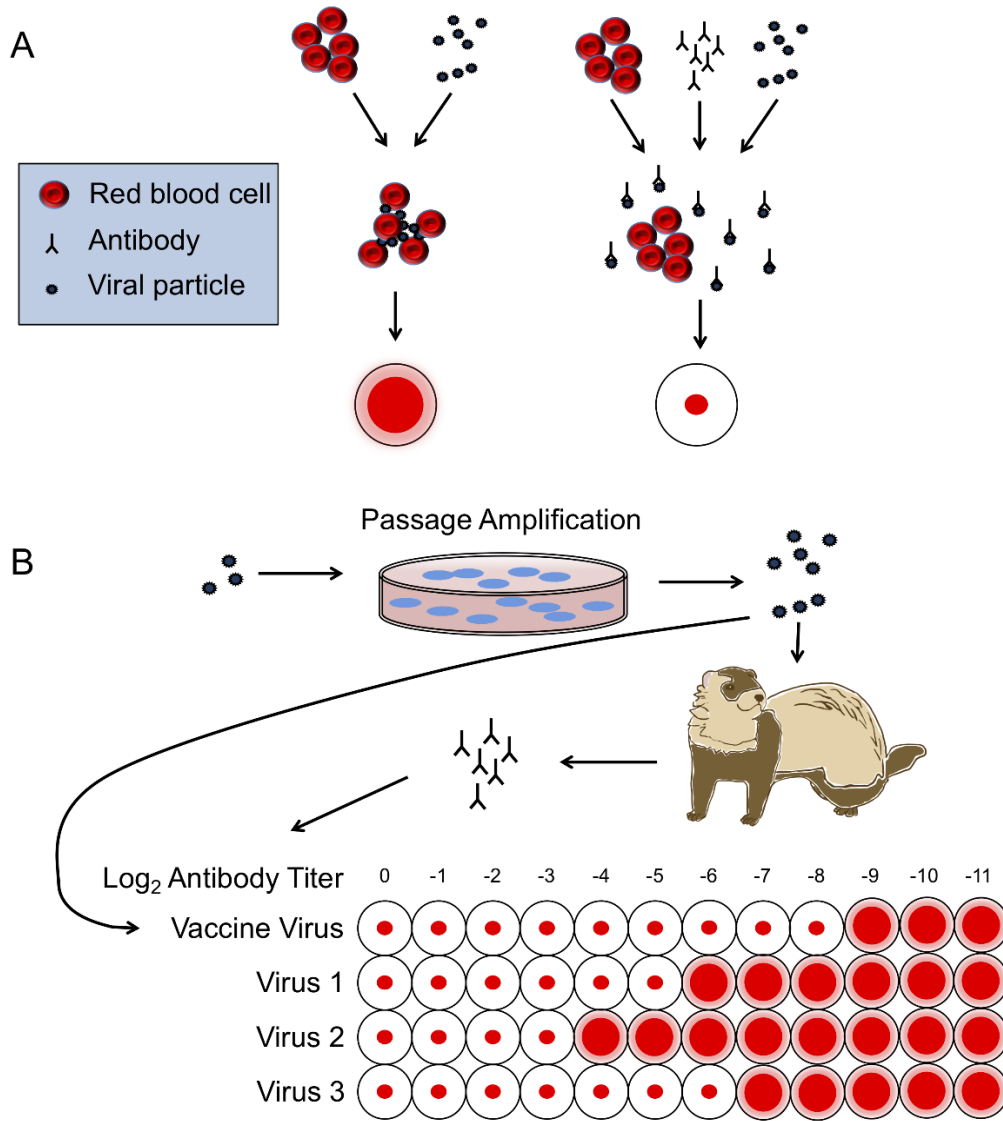 A
Red blood cell
Antibody
Viral particle
Passage Amplification
B
Log₂ Antibody Titer 0 -1 -2 -3 -4 -5 -6 -7 -8 -9 -10 -11
Vaccine Virus
Virus 1
Virus 2
Virus 3